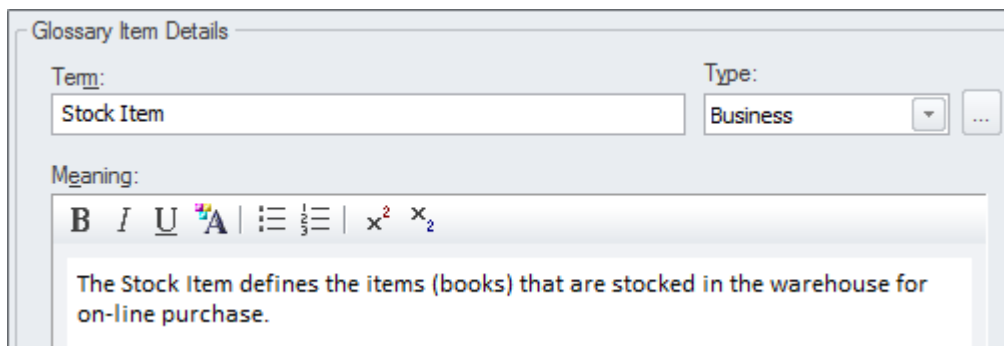 Glossary Item Details
Term: Type:
Stock Item Business ...
Meaning:
B I U A x² x₂
The Stock Item defines the items (books) that are stocked in the warehouse for
on-line purchase.